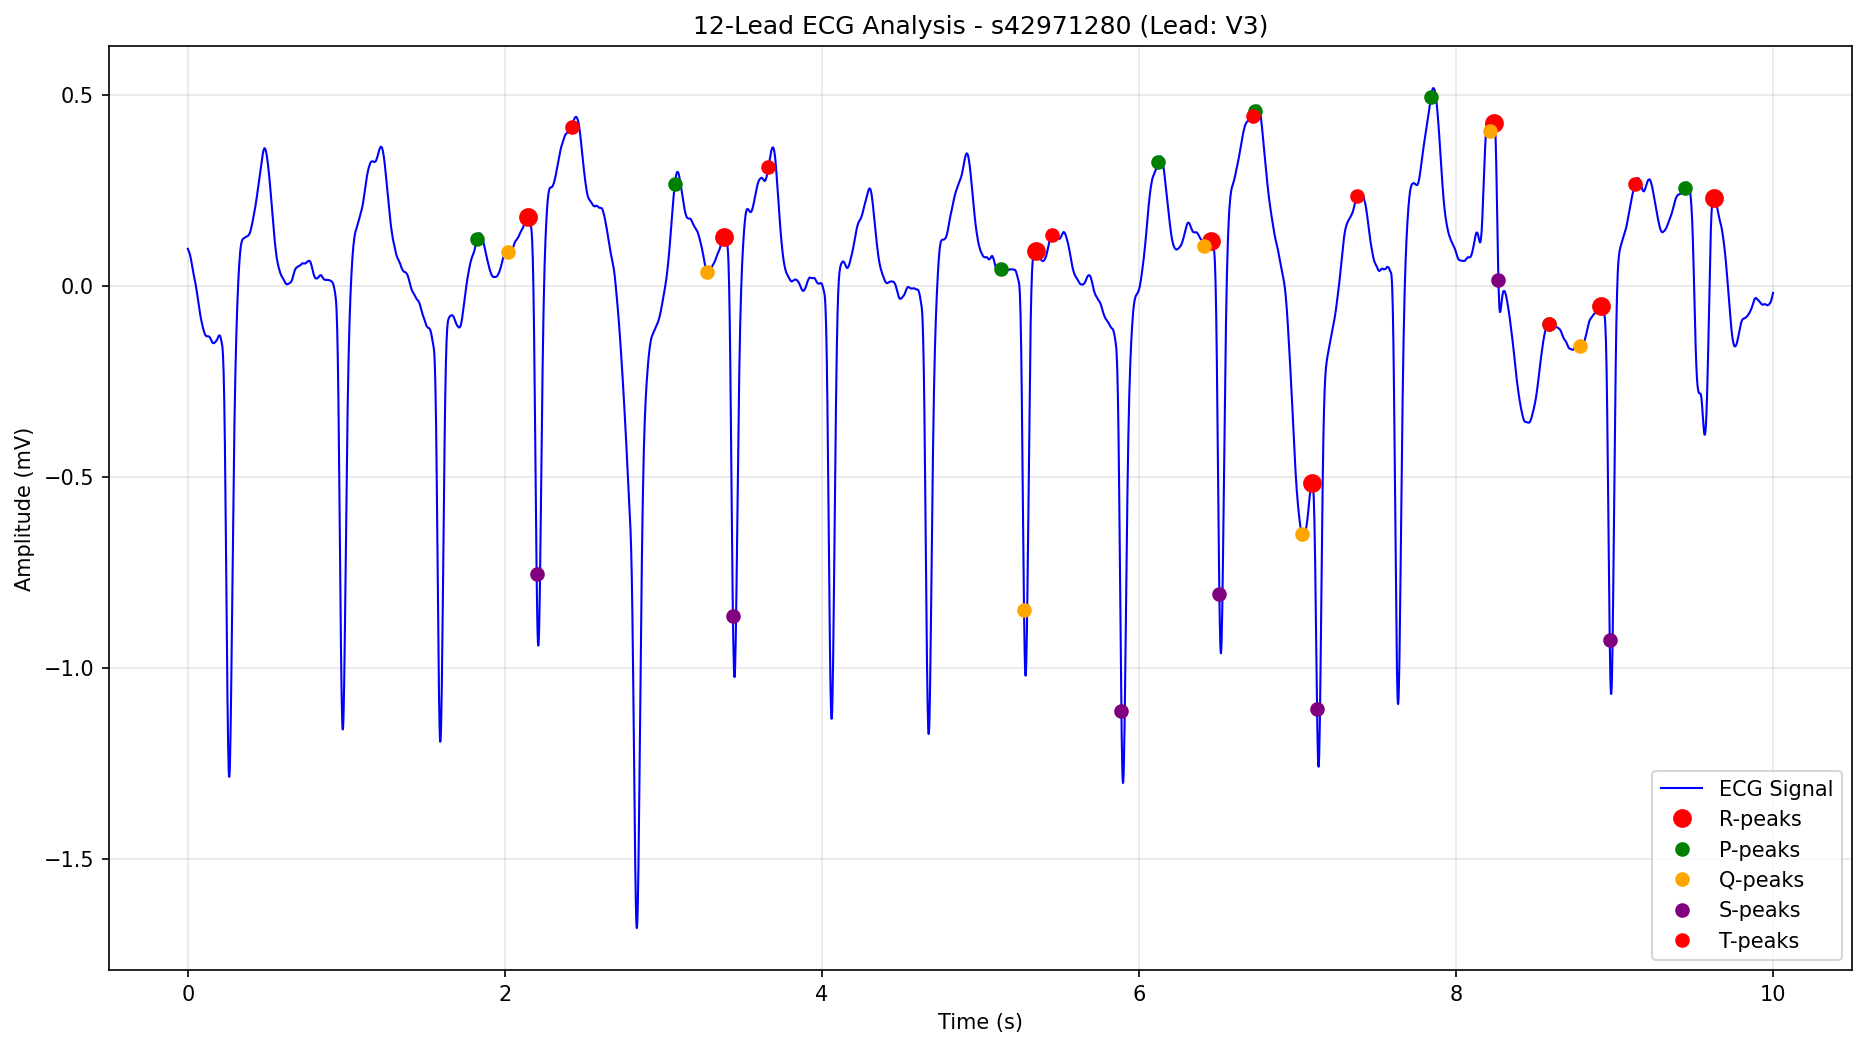 12-Lead ECG Analysis - s42971280 (Lead: V3)
Amplitude (mV)
0.5
0.0
−0.5
−1.0
−1.5
0
2
4
6
8
10
Time (s)
ECG Signal
R-peaks
P-peaks
Q-peaks
S-peaks
T-peaks